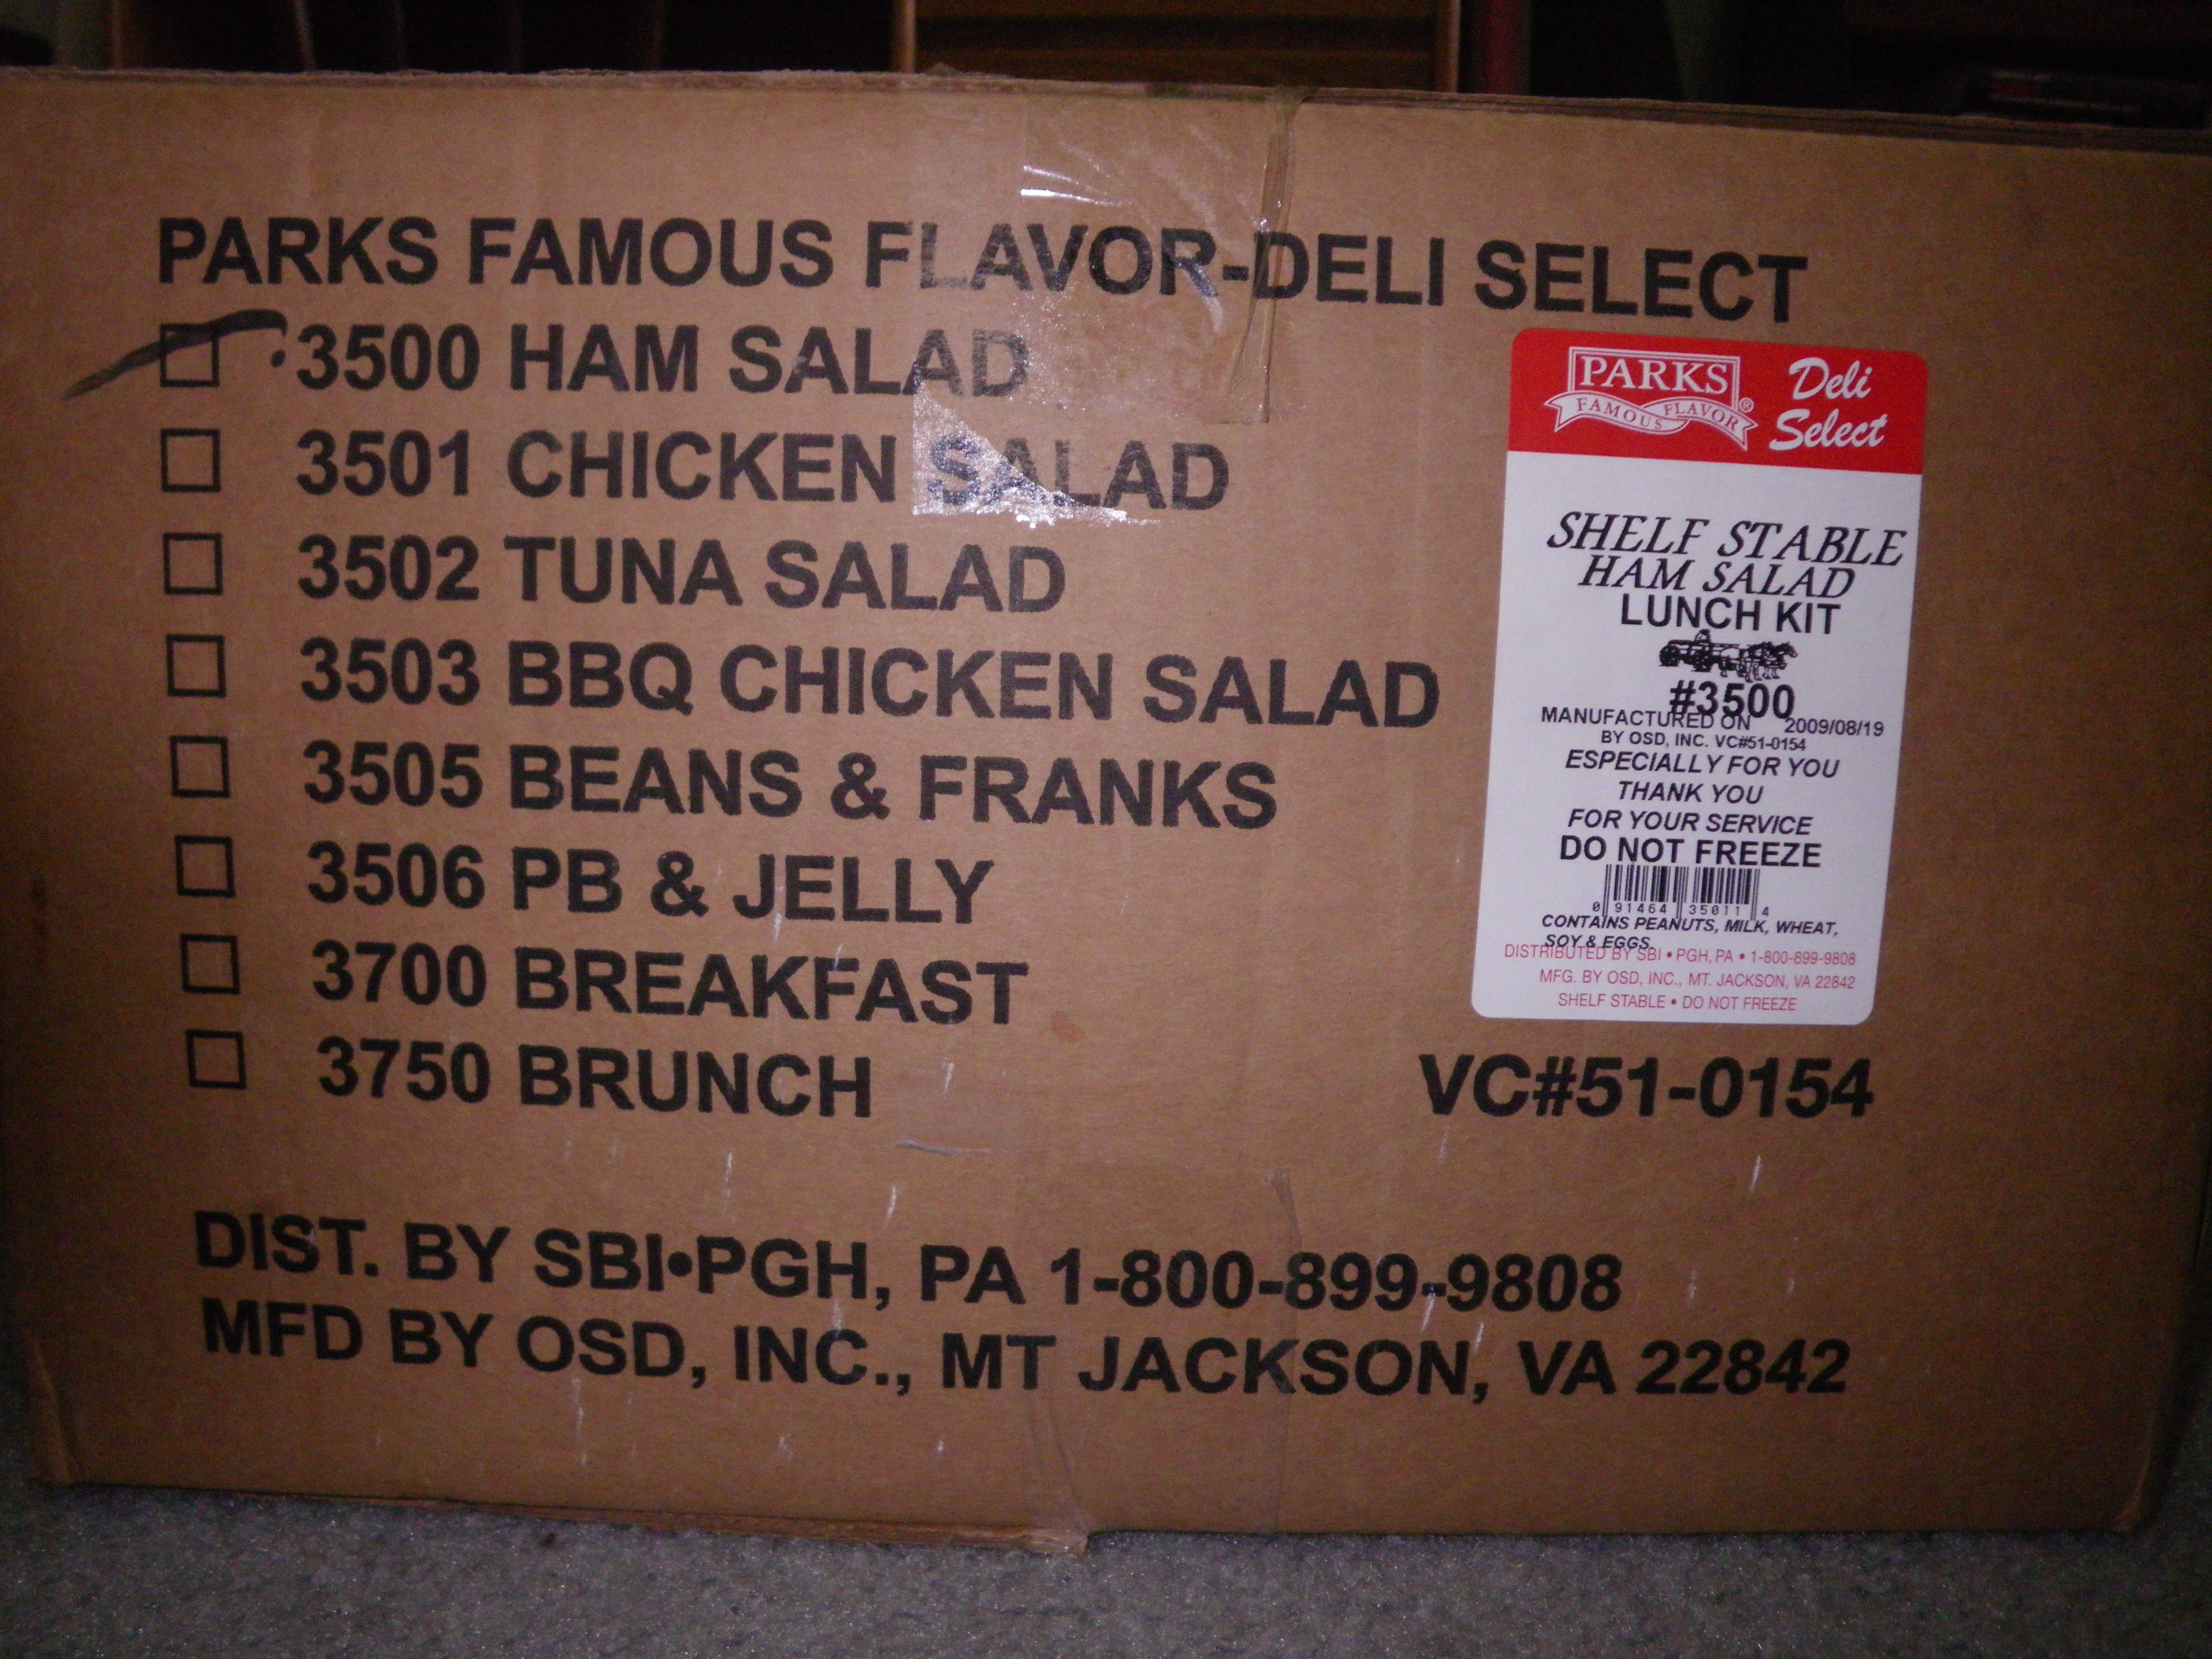 PARKS FAMOUS FLAVOR-DELI SELECT
3500 HAM SALAD
3501 CHICKEN SALAD
3502 TUNA SALAD
3503 BBQ CHICKEN SALAD
3505 BEANS & FRANKS
3506 PB & JELLY
3700 BREAKFAST
3750 BRUNCH
VC#51-0154
DIST. BY SBI•PGH, PA 1-800-899-9808
MFD BY OSD, INC., MT JACKSON, VA 22842
PARKS®
FAMOUS FLAVOR
Deli
Select
SHELF STABLE
HAM SALAD
LUNCH KIT
#3500
MANUFACTURED ON 2009/08/19
BY OSD, INC. VC#51-0154
ESPECIALLY FOR YOU
THANK YOU
FOR YOUR SERVICE
DO NOT FREEZE
0 91464 35011 4
CONTAINS PEANUTS, MILK, WHEAT,
SOY & EGGS.
DISTRIBUTED BY SBI • PGH, PA • 1-800-899-9808
MFG. BY OSD, INC., MT. JACKSON, VA 22842
SHELF STABLE • DO NOT FREEZE